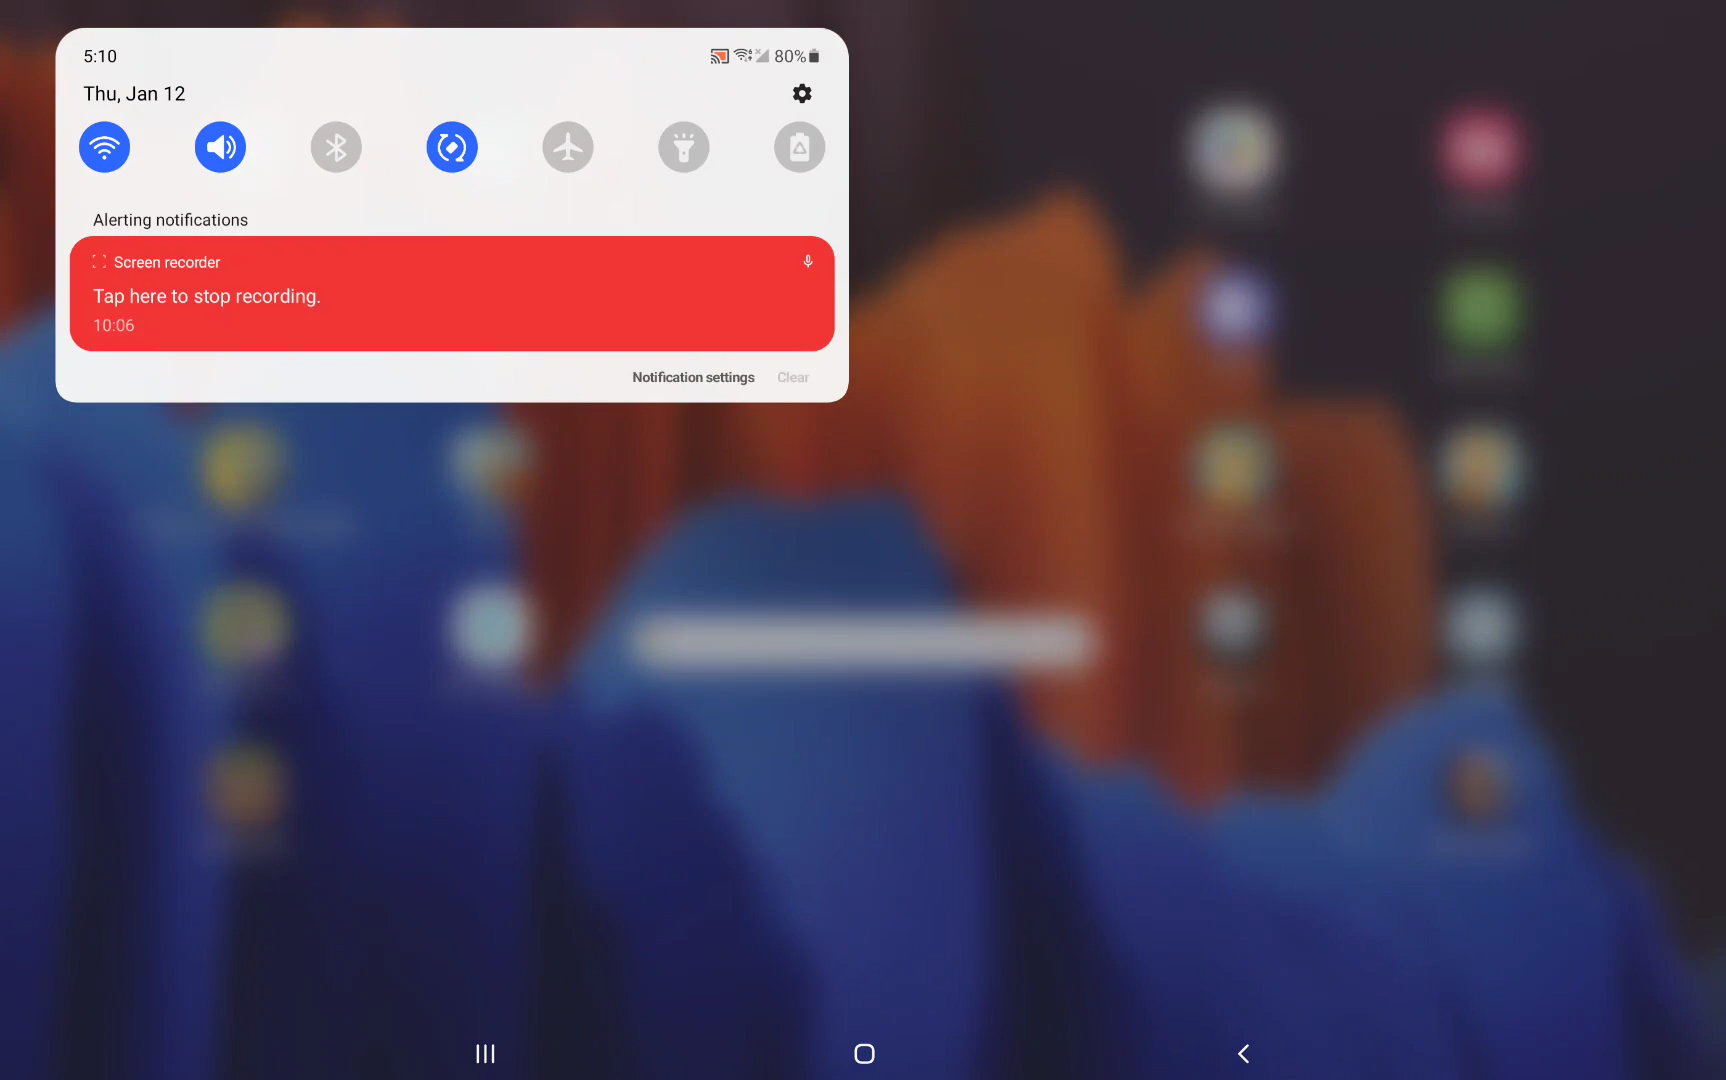 5:10
80%
Thu, Jan 12
Alerting notifications
Screen recorder
Tap here to stop recording.
10:06
Notification settings Clear